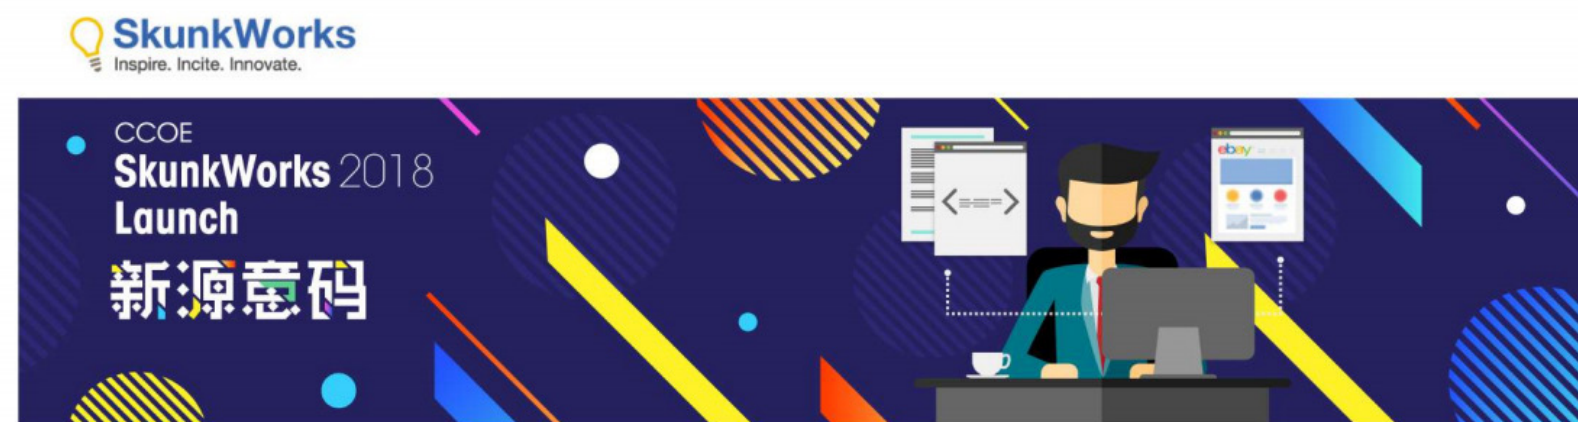 SkunkWorks
Inspire. Incite. Innovate.
CCOE
SkunkWorks 2018
Launch
新源意码
ebay